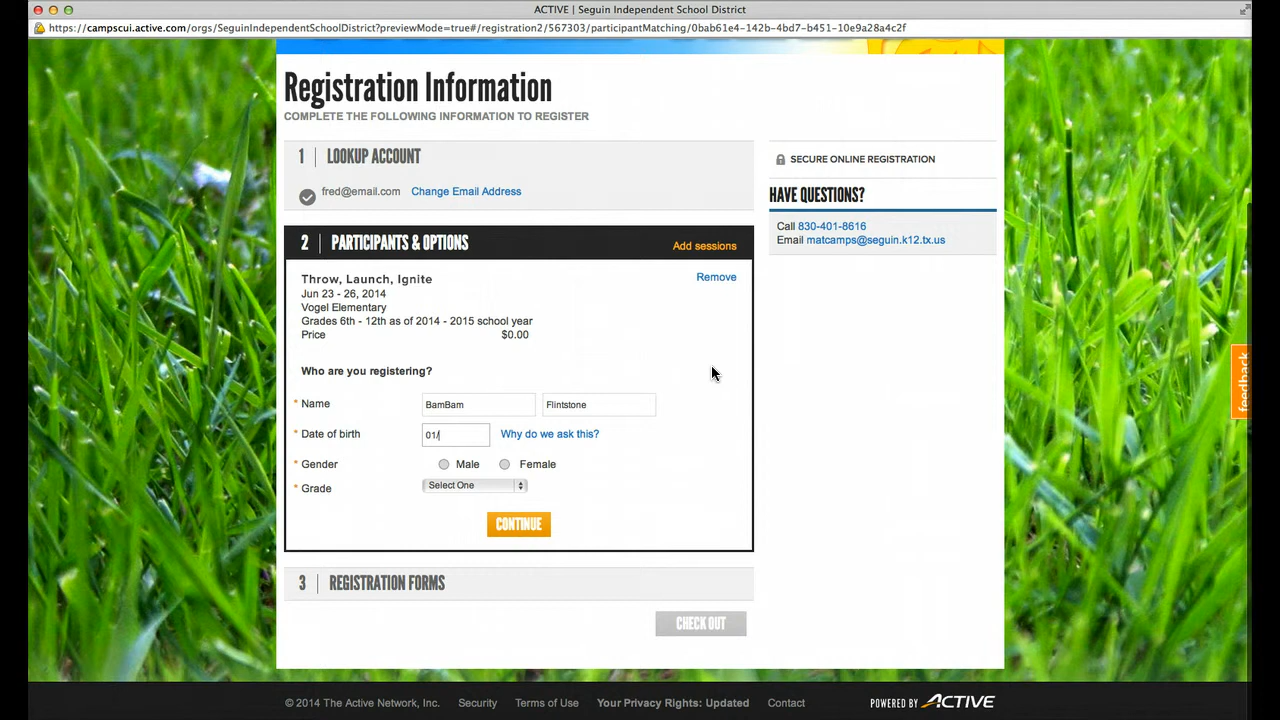 ACTIVE | Seguin Independent School District
https://campscui.active.com/orgs/SeguinIndependentSchoolDistrict?previewMode=true#/registration2/567303/participantMatching/0bab61e4-142b-4bd7-b451-10e9a28a4c2f
Registration Information
COMPLETE THE FOLLOWING INFORMATION TO REGISTER
1 | LOOKUP ACCOUNT
fred@email.com Change Email Address
SECURE ONLINE REGISTRATION
HAVE QUESTIONS?
Call 830-401-8616
Email matcamps@seguin.k12.tx.us
2 | PARTICIPANTS & OPTIONS Add sessions
Throw, Launch, Ignite Remove
Jun 23 - 26, 2014
Vogel Elementary
Grades 6th - 12th as of 2014 - 2015 school year
Price $0.00
Who are you registering?
* Name BamBam Flintstone
* Date of birth 01/ Why do we ask this?
* Gender Male Female
* Grade Select One
CONTINUE
3 | REGISTRATION FORMS
CHECK OUT
feedback
© 2014 The Active Network, Inc. Security Terms of Use Your Privacy Rights: Updated Contact POWERED BY ACTIVE